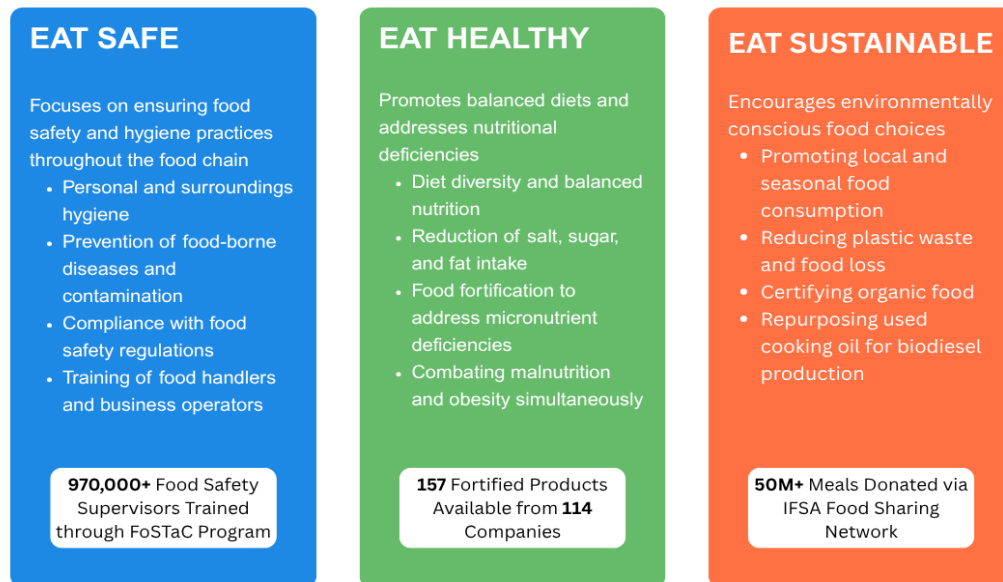 EAT SAFE
Focuses on ensuring food
safety and hygiene practices
throughout the food chain
• Personal and surroundings
hygiene
• Prevention of food-borne
diseases and
contamination
• Compliance with food
safety regulations
• Training of food handlers
and business operators
970,000+ Food Safety
Supervisors Trained
through FoSTaC Program
EAT HEALTHY
Promotes balanced diets and
addresses nutritional
deficiencies
• Diet diversity and balanced
nutrition
• Reduction of salt, sugar,
and fat intake
• Food fortification to
address micronutrient
deficiencies
• Combating malnutrition
and obesity simultaneously
157 Fortified Products
Available from 114
Companies
EAT SUSTAINABLE
Encourages environmentally
conscious food choices
• Promoting local and
seasonal food
consumption
• Reducing plastic waste
and food loss
• Certifying organic food
• Repurposing used
cooking oil for biodiesel
production
50M+ Meals Donated via
IFSA Food Sharing
Network